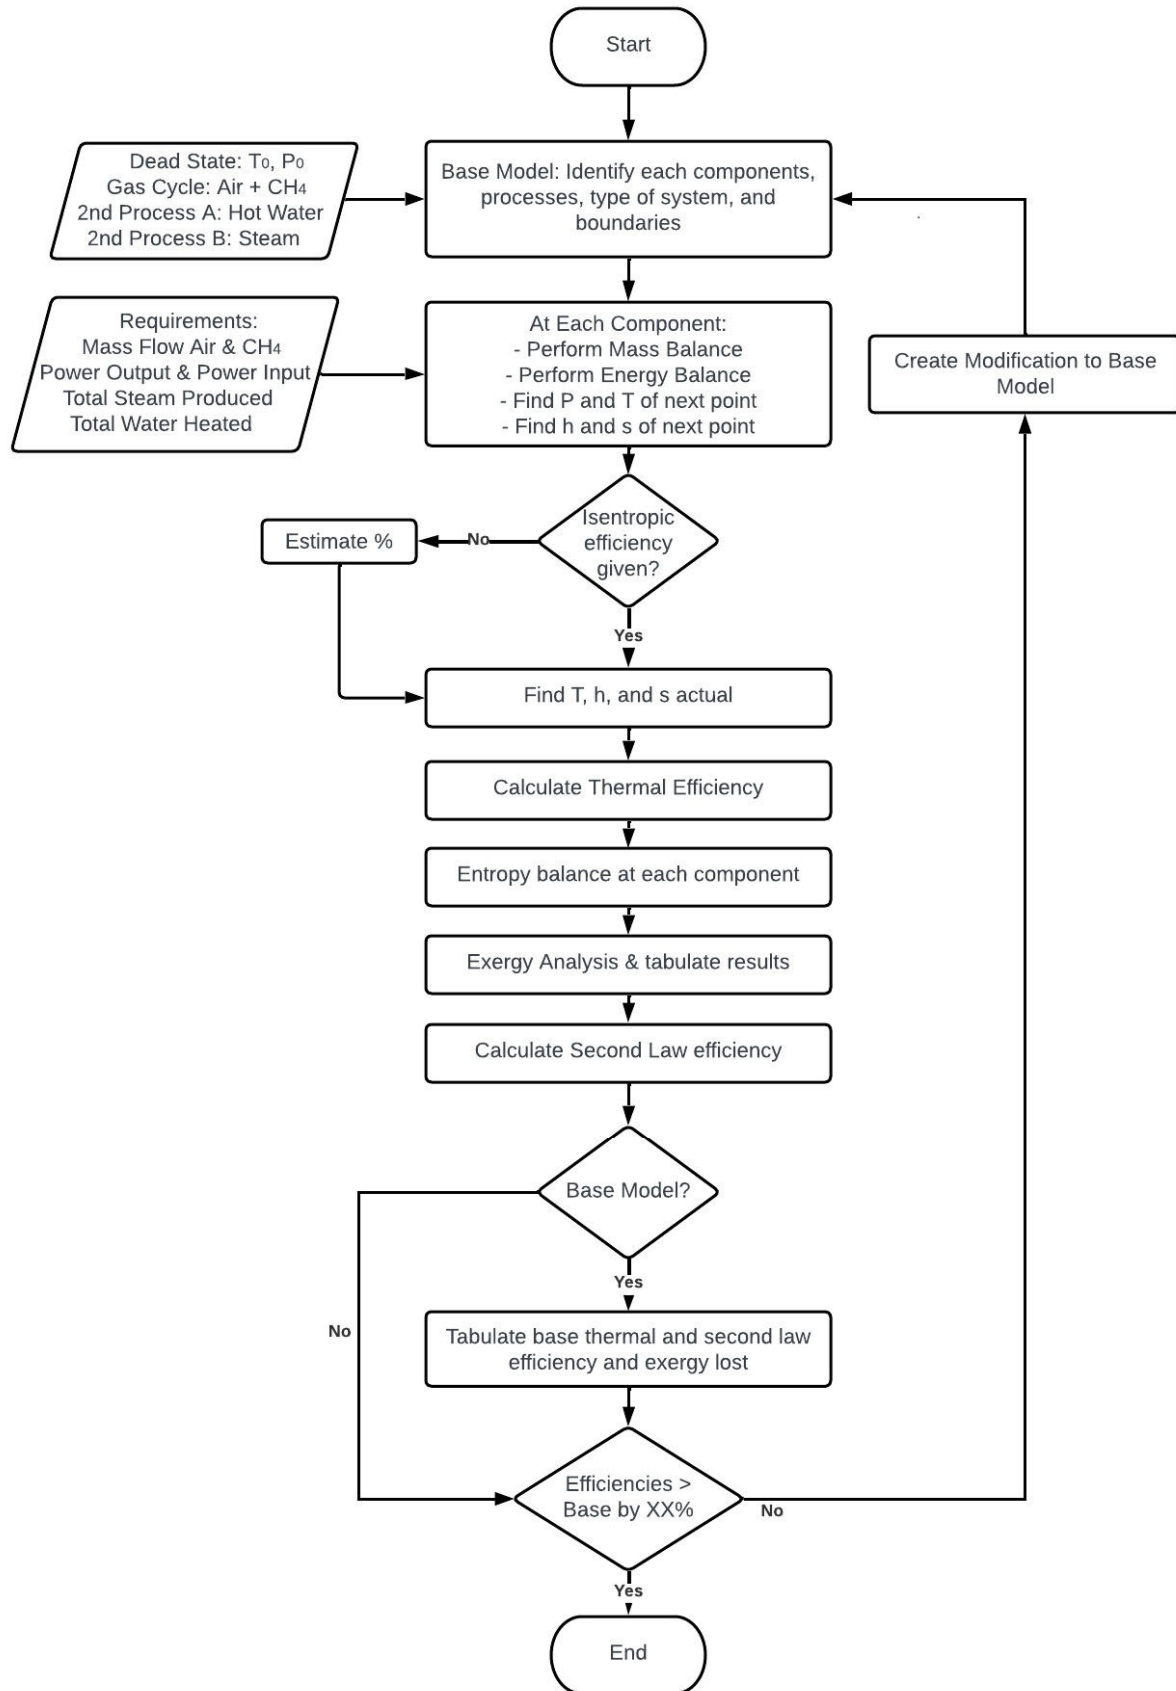 Start
Dead State: T₀, P₀
Gas Cycle: Air + CH₄
2nd Process A: Hot Water
2nd Process B: Steam
Base Model: Identify each components,
processes, type of system, and
boundaries
Requirements:
Mass Flow Air & CH₄
Power Output & Power Input
Total Steam Produced
Total Water Heated
At Each Component:
- Perform Mass Balance
- Perform Energy Balance
- Find P and T of next point
- Find h and s of next point
Create Modification to Base
Model
Isentropic
efficiency
given?
No
Estimate %
Yes
Find T, h, and s actual
Calculate Thermal Efficiency
Entropy balance at each component
Exergy Analysis & tabulate results
Calculate Second Law efficiency
Base Model?
Yes
No
Tabulate base thermal and second law
efficiency and exergy lost
Efficiencies >
Base by XX%
No
Yes
End